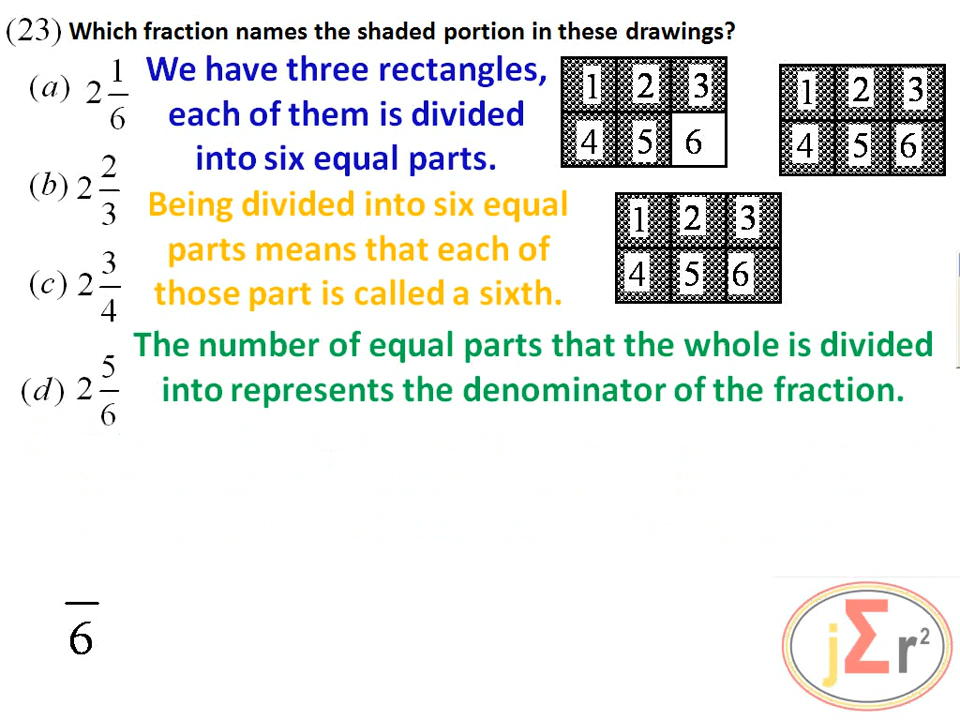 (23) Which fraction names the shaded portion in these drawings?
(a) 2 1/6
We have three rectangles,
each of them is divided
into six equal parts.
1 2 3
4 5 6
1 2 3
4 5 6
(b) 2 2/3
Being divided into six equal
parts means that each of
those part is called a sixth.
1 2 3
4 5 6
(c) 2 3/4
The number of equal parts that the whole is divided
into represents the denominator of the fraction.
(d) 2 5/6
6
jΣr²